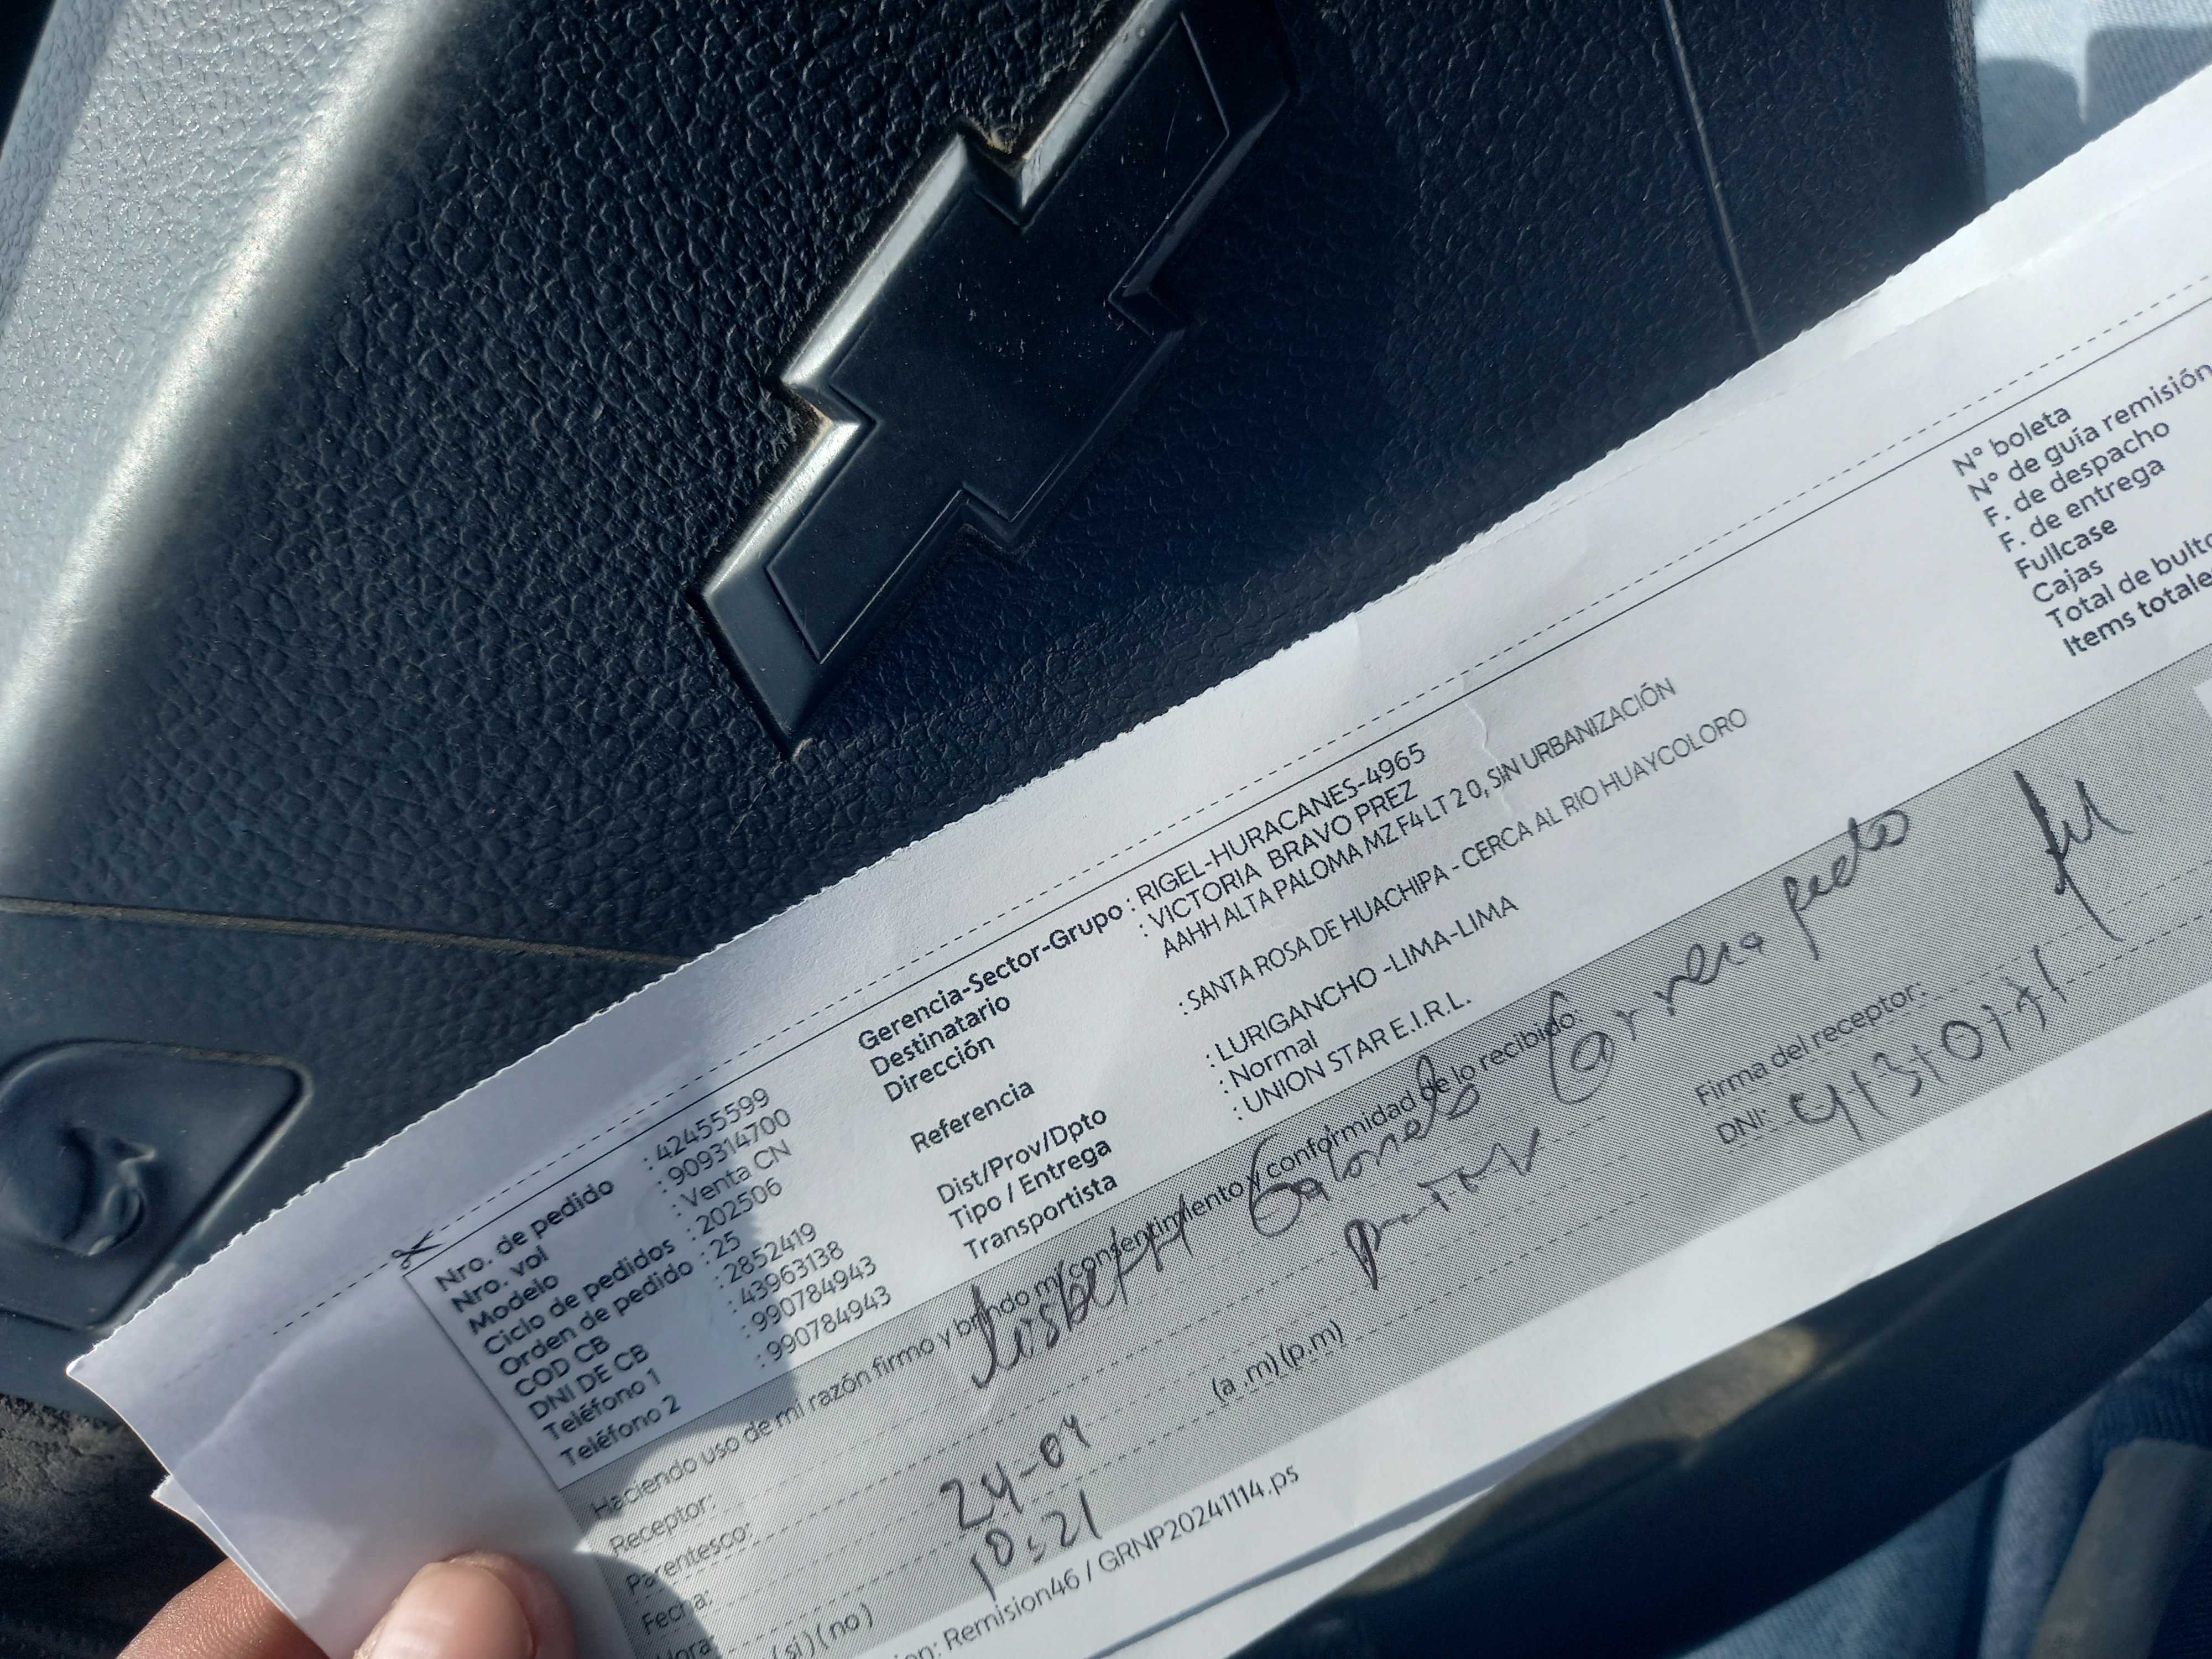 Nro. de pedido : 42455599
Nro. vol : 909314700
Modelo : Venta CN
Ciclo de pedidos : 202506
Orden de pedido : 25
COD CB : 2852419
DNI DE CB : 43963138
Teléfono 1 : 990784943
Teléfono 2 : 990784943
Gerencia-Sector-Grupo : RIGEL-HURACANES-4965
Destinatario : VICTORIA BRAVO PREZ
Dirección AAHH ALTA PALOMA MZ F4 LT 2 0, SIN URBANIZACIÓN
Referencia : SANTA ROSA DE HUACHIPA - CERCA AL RIO HUAYCOLORO
Dist/Prov/Dpto : LURIGANCHO -LIMA-LIMA
Tipo / Entrega : Normal
Transportista : UNION STAR E.I.R.L.
N° boleta
N° de guía remisión
F. de despacho
F. de entrega
Fullcase
Cajas
Total de bulto
Items totale
Haciendo uso de mi razón firmo y brindo mi consentimiento y conformidad de lo recibido:
Receptor:
Parentesco:
Fecha: 24-04
Hora: 10:21 (a.m) (p.m)
(si) (no)
Firma del receptor:
DNI:
ion: Remision46 / GRNP20241114.ps